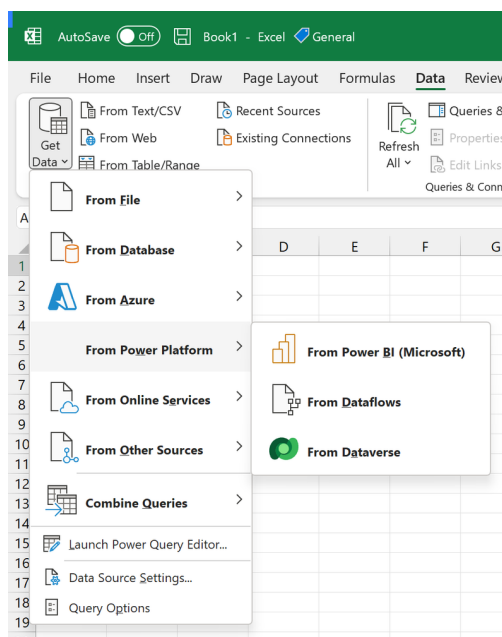 AutoSave Off Book1 - Excel General
File Home Insert Draw Page Layout Formulas Data Review
Get Data
From Text/CSV
From Web
From Table/Range
Recent Sources
Existing Connections
Refresh All
Queries &
Properties
Edit Links
Queries & Conn
A
D E F G
1
2
3
4
5
6
7
8
9
10
11
12
13
14
15
16
17
18
19
From File
From Database
From Azure
From Power Platform
From Online Services
From Other Sources
Combine Queries
Launch Power Query Editor...
Data Source Settings...
Query Options
From Power BI (Microsoft)
From Dataflows
From Dataverse